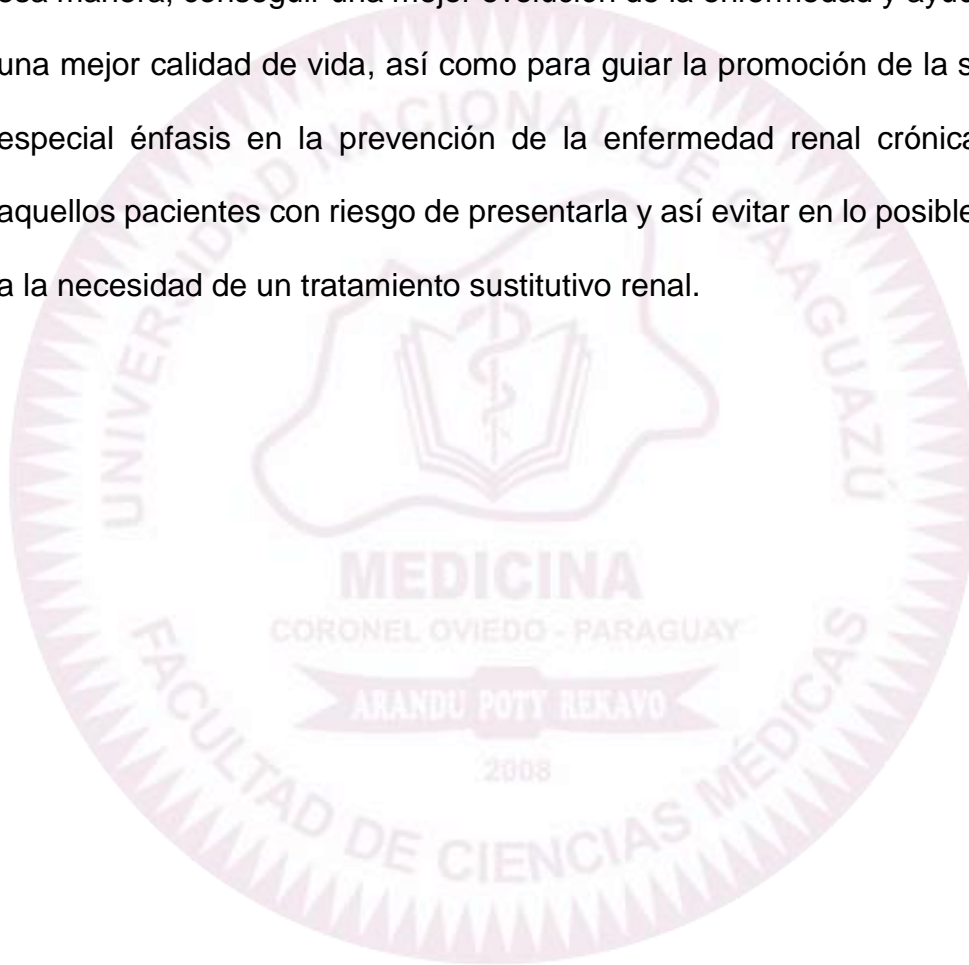 una mejor calidad de vida, así como para guiar la promoción de la s
especial énfasis en la prevención de la enfermedad renal crónica
aquellos pacientes con riesgo de presentarla y así evitar en lo posible
a la necesidad de un tratamiento sustitutivo renal.
UNIVERSIDAD NACIONAL DE CAAGUAZÚ
MEDICINA
CORONEL OVIEDO - PARAGUAY
ARANDU POTY REKAVO
2008
FACULTAD DE CIENCIAS MÉDICAS